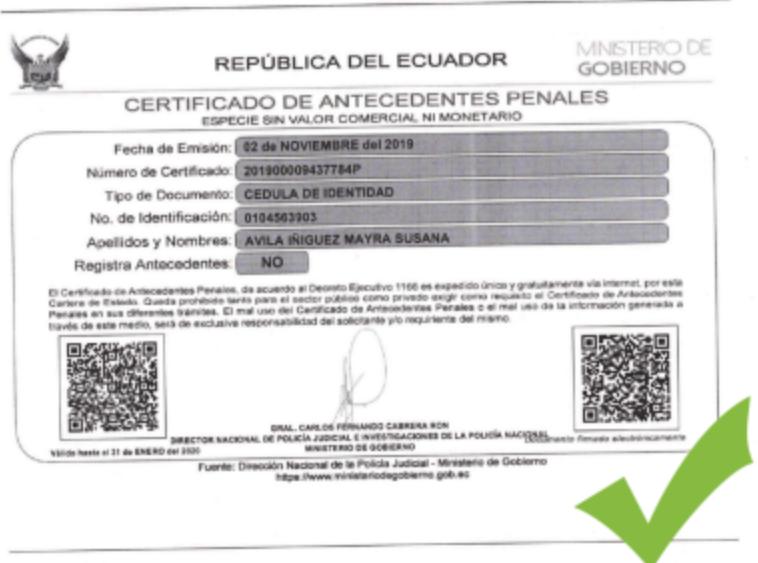 REPÚBLICA DEL ECUADOR
MINISTERIO DE
GOBIERNO
CERTIFICADO DE ANTECEDENTES PENALES
ESPECIE SIN VALOR COMERCIAL NI MONETARIO
Fecha de Emisión: 02 de NOVIEMBRE del 2019
Número de Certificado: 201900009437784P
Tipo de Documento: CEDULA DE IDENTIDAD
No. de Identificación: 0104563903
Apellidos y Nombres: AVILA IÑIGUEZ MAYRA SUSANA
Registra Antecedentes: NO
El Certificado de Antecedentes Penales, de acuerdo al Decreto Ejecutivo 1166 es expedido único y gratuitamente vía internet, por esta
Cartera de Estado. Queda prohibido tanto para el sector público como privado exigir como requisito el Certificado de Antecedentes
Penales en sus diferentes trámites. El mal uso del Certificado de Antecedentes Penales o el mal uso de la información generada a
través de este medio, será de exclusiva responsabilidad del solicitante y/o requiriente del mismo.
GRAL. CARLOS FERNANDO CABRERA RON
DIRECTOR NACIONAL DE POLICÍA JUDICIAL E INVESTIGACIONES DE LA POLICÍA NACIONAL
MINISTERIO DE GOBIERNO
Documento firmado electrónicamente
Válido hasta el 31 de ENERO del 2020
Fuente: Dirección Nacional de la Policía Judicial - Ministerio de Gobierno
https://www.ministeriodegobierno.gob.ec